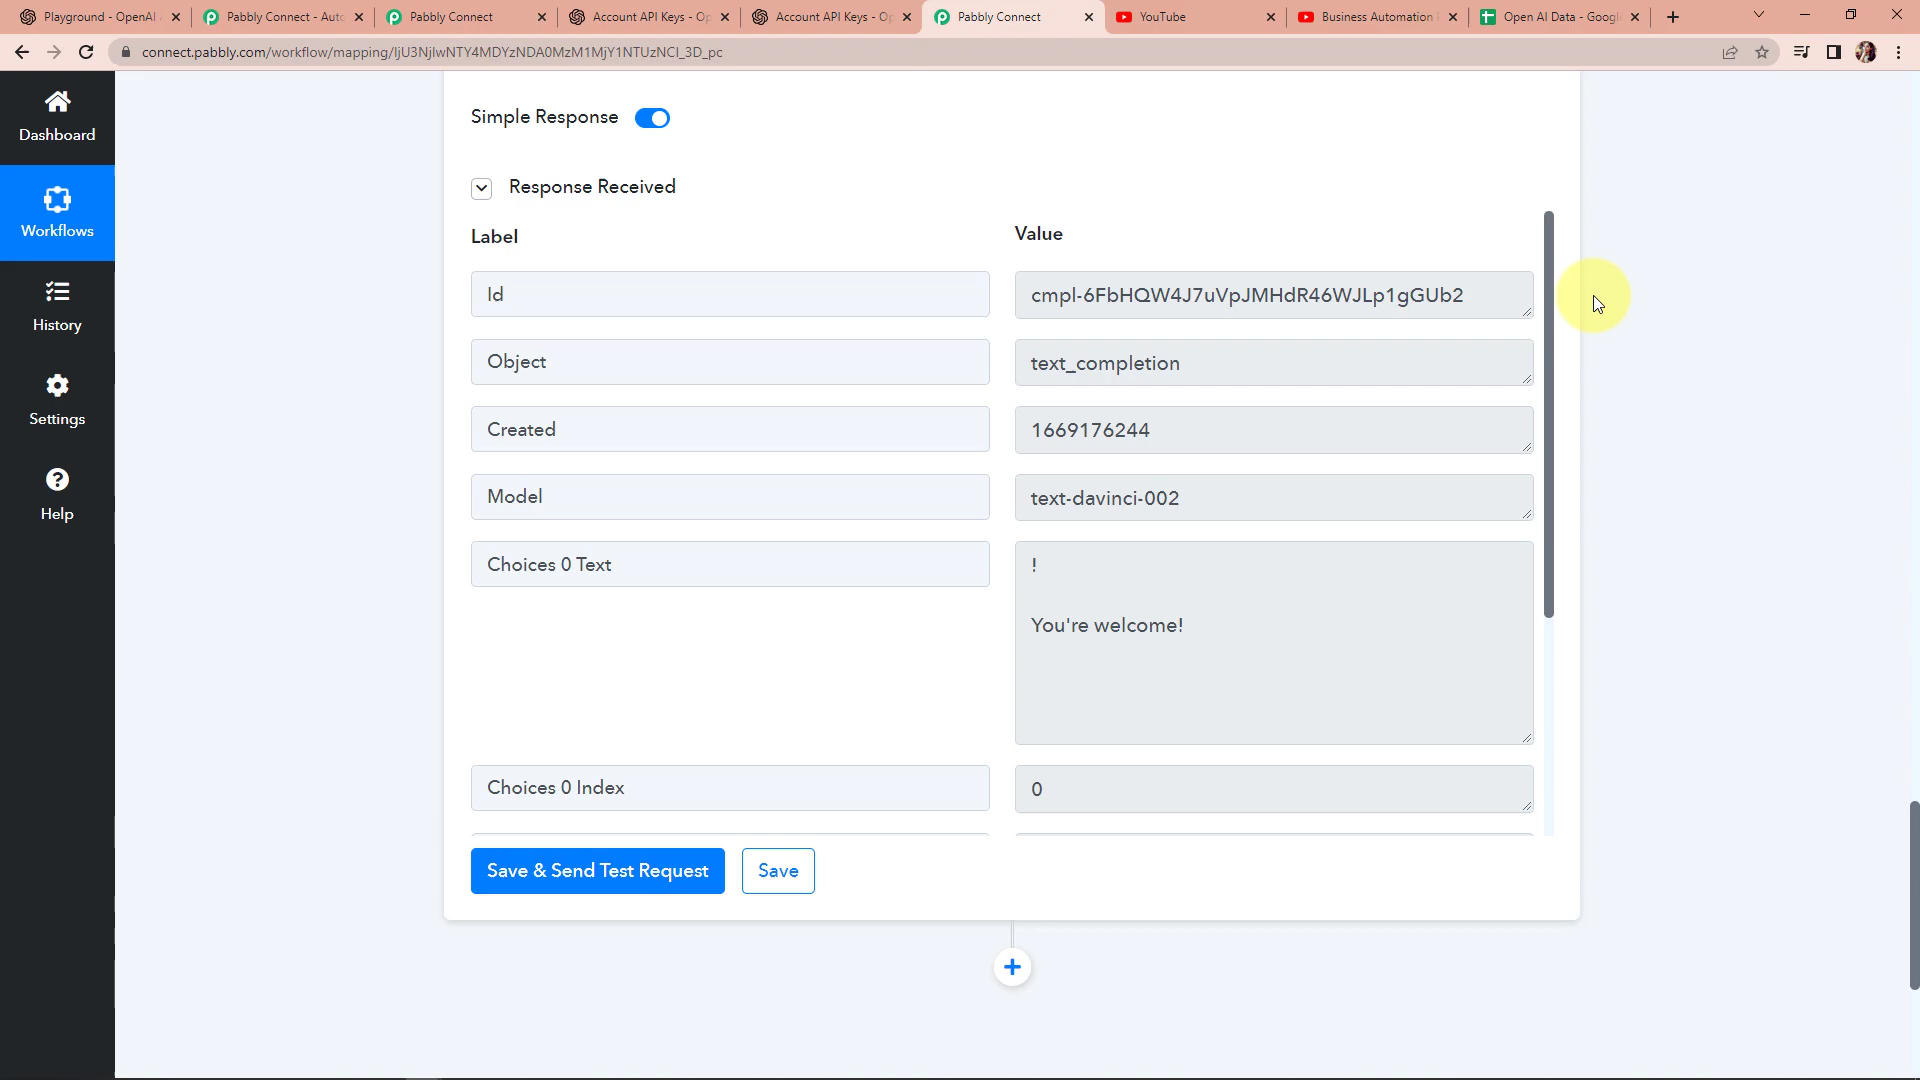 Playground - OpenAI
Pabbly Connect - Auto
Pabbly Connect
Account API Keys - Op
Account API Keys - Op
Pabbly Connect
YouTube
Business Automation
Open AI Data - Google
connect.pabbly.com/workflow/mapping/IjU3NjIwNTY4MDYzNDA0MzM1MjY1NTUzNCI_3D_pc
Dashboard
Workflows
History
Settings
Help
Simple Response
Response Received
Label Value
Id cmpl-6FbHQW4J7uVpJMHdR46WJLp1gGUb2
Object text_completion
Created 1669176244
Model text-davinci-002
Choices 0 Text !
You're welcome!
Choices 0 Index 0
Save & Send Test Request Save